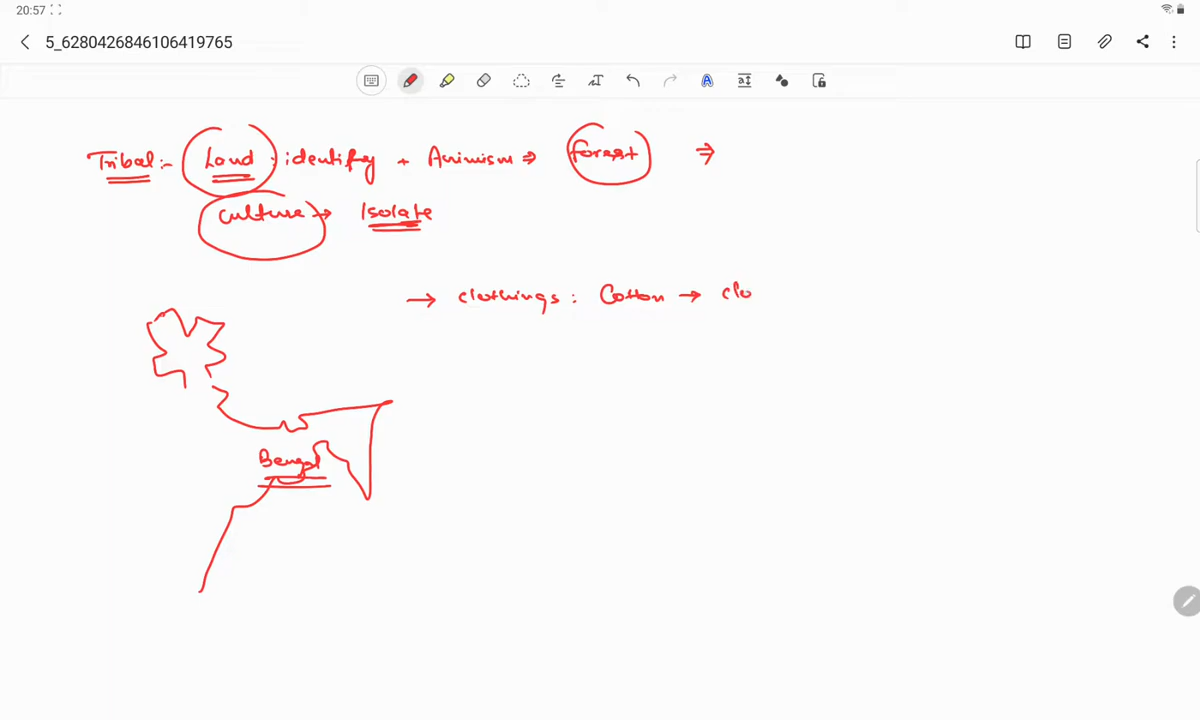 20:57
5_6280426846106419765
Tribal :- Land : identify + Animism ⇒ forest ⇒
Culture → Isolate
→ clothings : Cotton → clo
Bengal